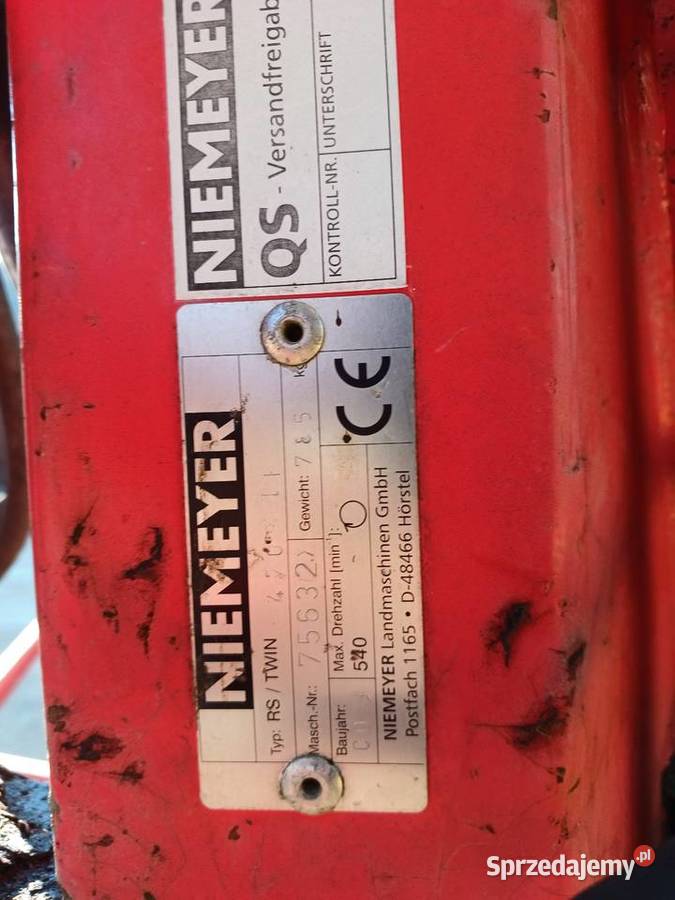 NIEMEYER
QS - Versandfreigab
KONTROLL-NR. UNTERSCHRIFT
NIEMEYER
Typ: RS / TWIN
Masch.-Nr.: 75632 Gewicht: kg
Baujahr: Max. Drehzahl [min⁻¹]:
540
CE
NIEMEYER Landmaschinen GmbH
Postfach 1165 • D-48466 Hörstel
Sprzedajemy.pl